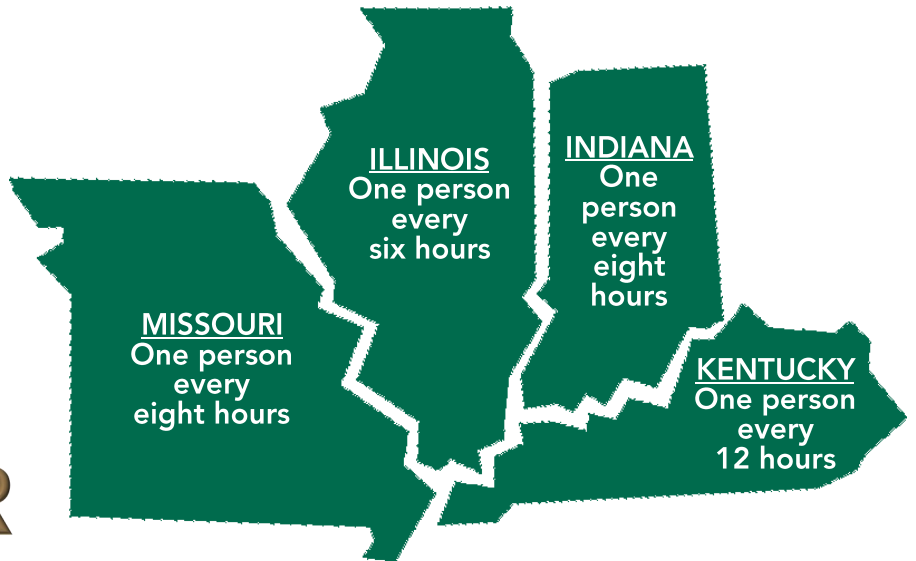 ILLINOIS
One person
every
six hours
INDIANA
One
person
every
eight
hours
MISSOURI
One person
every
eight hours
KENTUCKY
One person
every
12 hours
R